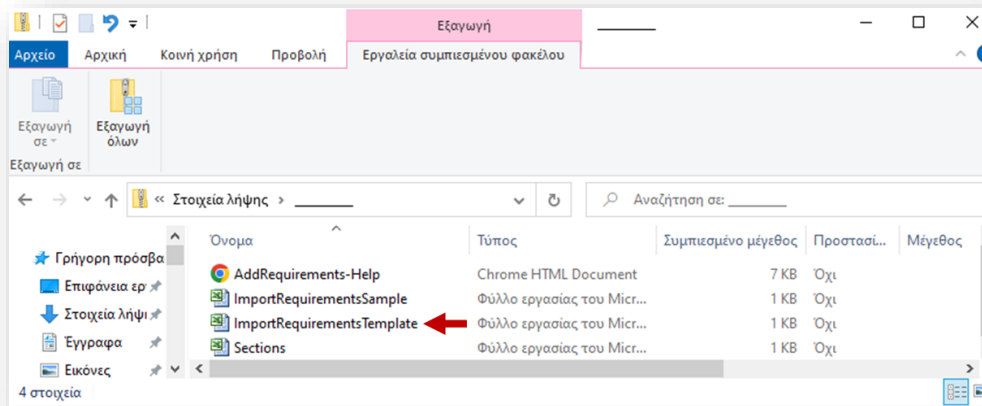 Εξαγωγή
Αρχείο Αρχική Κοινή χρήση Προβολή Εργαλεία συμπιεσμένου φακέλου
Εξαγωγή σε
Εξαγωγή όλων
Εξαγωγή σε
« Στοιχεία λήψης › Αναζήτηση σε:
Όνομα Τύπος Συμπιεσμένο μέγεθος Προστασί... Μέγεθος
Γρήγορη πρόσβα
AddRequirements-Help Chrome HTML Document 7 KB Όχι
Επιφάνεια ερ
ImportRequirementsSample Φύλλο εργασίας του Micr... 1 KB Όχι
Στοιχεία λήψι
ImportRequirementsTemplate Φύλλο εργασίας του Micr... 1 KB Όχι
Έγγραφα
Sections Φύλλο εργασίας του Micr... 1 KB Όχι
Εικόνες
4 στοιχεία